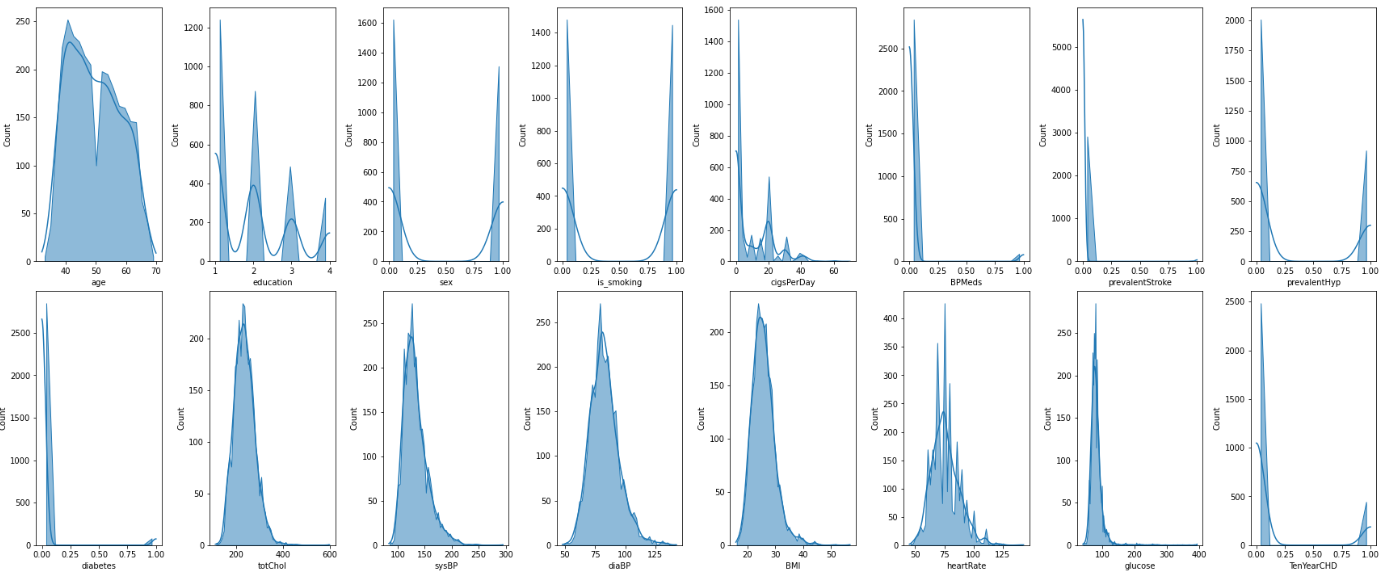 250
200
150
100
50
0
Count
40 50 60 70
age
1200
1000
800
600
400
200
0
Count
1 2 3 4
education
1600
1400
1200
1000
800
600
400
200
0
Count
0.00 0.25 0.50 0.75 1.00
sex
1400
1200
1000
800
600
400
200
0
Count
0.00 0.25 0.50 0.75 1.00
is_smoking
1600
1400
1200
1000
800
600
400
200
0
Count
0 20 40 60
cigsPerDay
2500
2000
1500
1000
500
0
Count
0.00 0.25 0.50 0.75 1.00
BPMeds
5000
4000
3000
2000
1000
0
Count
0.00 0.25 0.50 0.75 1.00
prevalentStroke
2000
1750
1500
1250
1000
750
500
250
0
Count
0.00 0.25 0.50 0.75 1.00
prevalentHyp
2500
2000
1500
1000
500
0
Count
0.00 0.25 0.50 0.75 1.00
diabetes
200
150
100
50
0
Count
200 400 600
totChol
250
200
150
100
50
0
Count
100 150 200 250 300
sysBP
250
200
150
100
50
0
Count
50 75 100 125
diaBP
200
150
100
50
0
Count
20 30 40 50
BMI
400
350
300
250
200
150
100
50
0
Count
50 75 100 125
heartRate
250
200
150
100
50
0
Count
100 200 300 400
glucose
2500
2000
1500
1000
500
0
Count
0.00 0.25 0.50 0.75 1.00
TenYearCHD